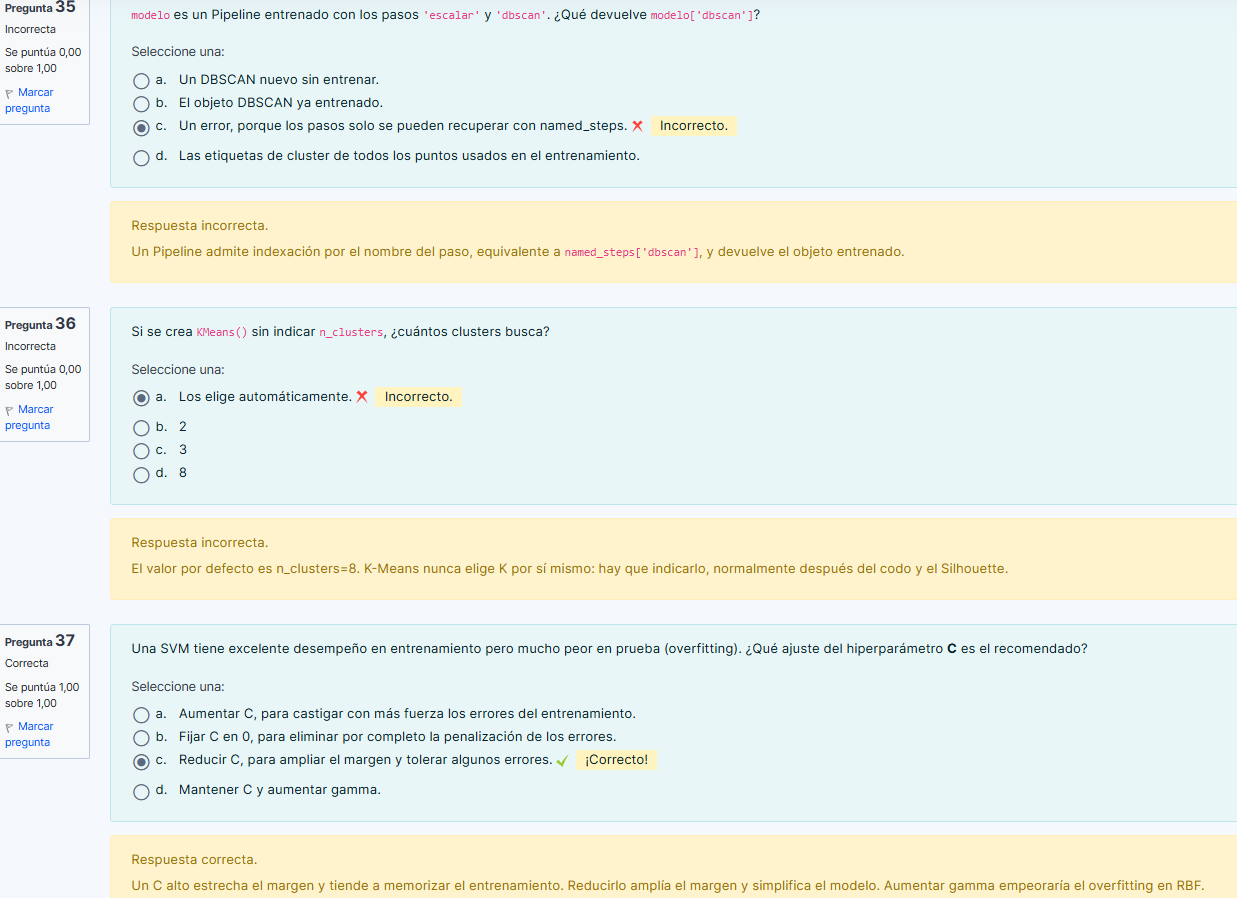 Pregunta 35
Incorrecta
Se puntúa 0,00
sobre 1,00
Marcar
pregunta
modelo es un Pipeline entrenado con los pasos 'escalar' y 'dbscan'. ¿Qué devuelve modelo['dbscan']?
Seleccione una:
a. Un DBSCAN nuevo sin entrenar.
b. El objeto DBSCAN ya entrenado.
c. Un error, porque los pasos solo se pueden recuperar con named_steps. Incorrecto.
d. Las etiquetas de cluster de todos los puntos usados en el entrenamiento.
Respuesta incorrecta.
Un Pipeline admite indexación por el nombre del paso, equivalente a named_steps['dbscan'], y devuelve el objeto entrenado.
Pregunta 36
Incorrecta
Se puntúa 0,00
sobre 1,00
Marcar
pregunta
Si se crea KMeans() sin indicar n_clusters, ¿cuántos clusters busca?
Seleccione una:
a. Los elige automáticamente. Incorrecto.
b. 2
c. 3
d. 8
Respuesta incorrecta.
El valor por defecto es n_clusters=8. K-Means nunca elige K por sí mismo: hay que indicarlo, normalmente después del codo y el Silhouette.
Pregunta 37
Correcta
Se puntúa 1,00
sobre 1,00
Marcar
pregunta
Una SVM tiene excelente desempeño en entrenamiento pero mucho peor en prueba (overfitting). ¿Qué ajuste del hiperparámetro C es el recomendado?
Seleccione una:
a. Aumentar C, para castigar con más fuerza los errores del entrenamiento.
b. Fijar C en 0, para eliminar por completo la penalización de los errores.
c. Reducir C, para ampliar el margen y tolerar algunos errores. ¡Correcto!
d. Mantener C y aumentar gamma.
Respuesta correcta.
Un C alto estrecha el margen y tiende a memorizar el entrenamiento. Reducirlo amplía el margen y simplifica el modelo. Aumentar gamma empeoraría el overfitting en RBF.